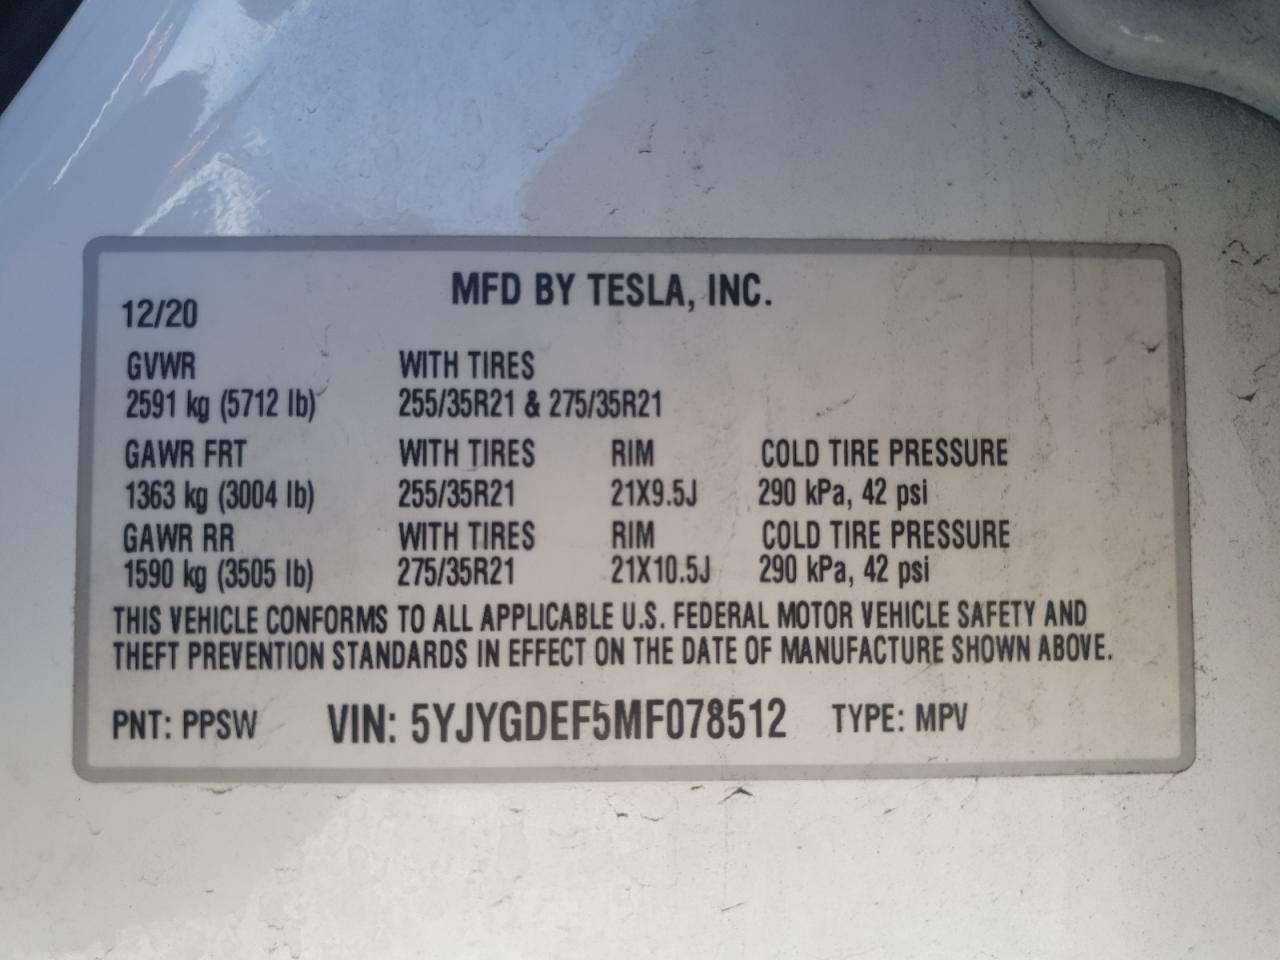 MFD BY TESLA, INC.
12/20
GVWR WITH TIRES
2591 kg (5712 lb) 255/35R21 & 275/35R21
GAWR FRT WITH TIRES RIM COLD TIRE PRESSURE
1363 kg (3004 lb) 255/35R21 21X9.5J 290 kPa, 42 psi
GAWR RR WITH TIRES RIM COLD TIRE PRESSURE
1590 kg (3505 lb) 275/35R21 21X10.5J 290 kPa, 42 psi
THIS VEHICLE CONFORMS TO ALL APPLICABLE U.S. FEDERAL MOTOR VEHICLE SAFETY AND
THEFT PREVENTION STANDARDS IN EFFECT ON THE DATE OF MANUFACTURE SHOWN ABOVE.
PNT: PPSW VIN: 5YJYGDEF5MF078512 TYPE: MPV